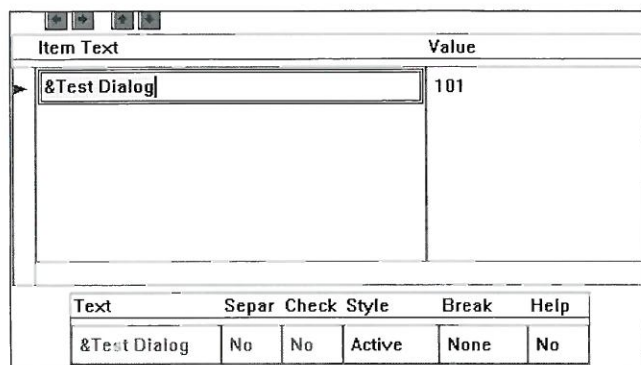 Item Text Value
&Test Dialog 101
Text Separ Check Style Break Help
&Test Dialog No No Active None No